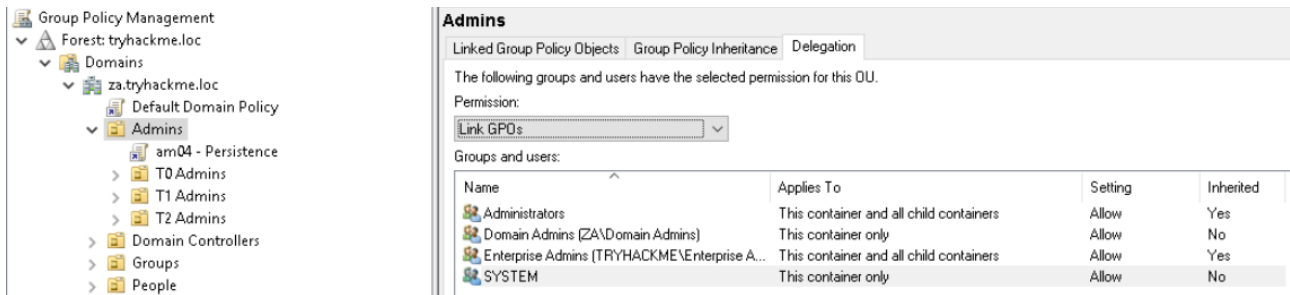 Group Policy Management
Forest: tryhackme.loc
Domains
za.tryhackme.loc
Default Domain Policy
Admins
am04 - Persistence
T0 Admins
T1 Admins
T2 Admins
Domain Controllers
Groups
People
Admins
Linked Group Policy Objects Group Policy Inheritance Delegation
The following groups and users have the selected permission for this OU.
Permission:
Link GPOs
Groups and users:
Name Applies To Setting Inherited
Administrators This container and all child containers Allow Yes
Domain Admins (ZA\Domain Admins) This container only Allow No
Enterprise Admins (TRYHACKME\Enterprise A... This container and all child containers Allow Yes
SYSTEM This container only Allow No